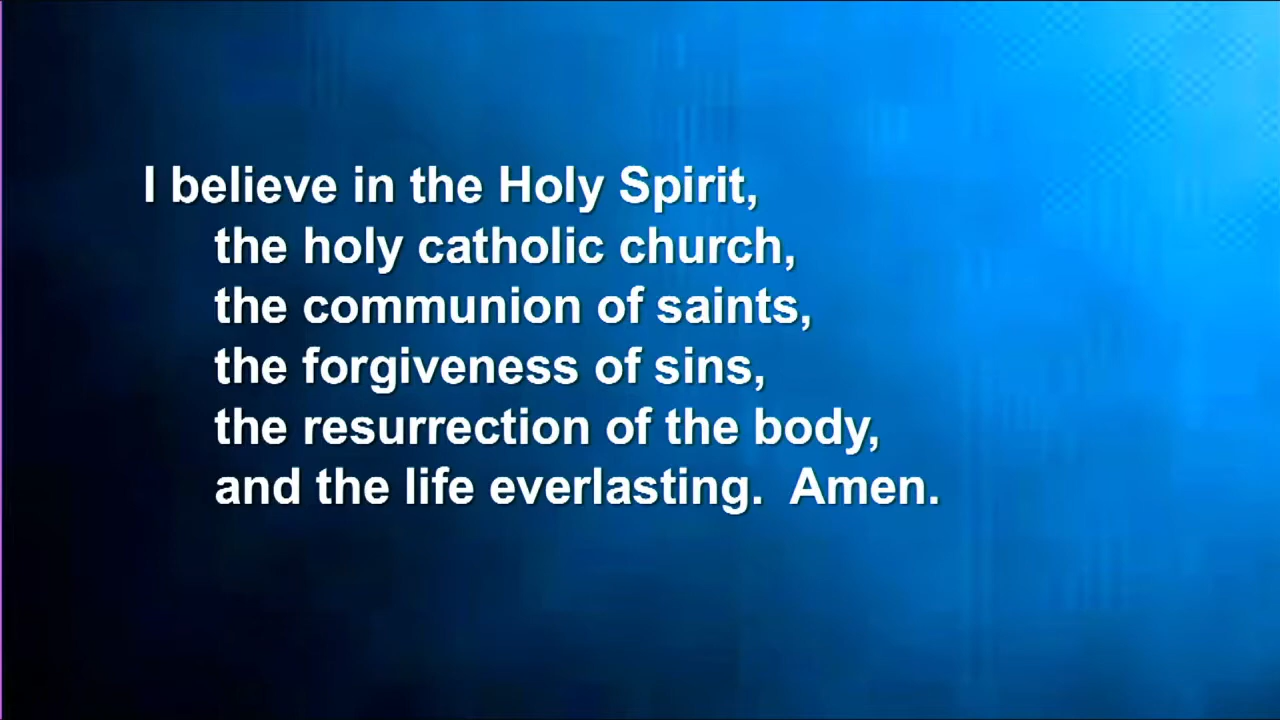 I believe in the Holy Spirit,
the holy catholic church,
the communion of saints,
the forgiveness of sins,
the resurrection of the body,
and the life everlasting.  Amen.